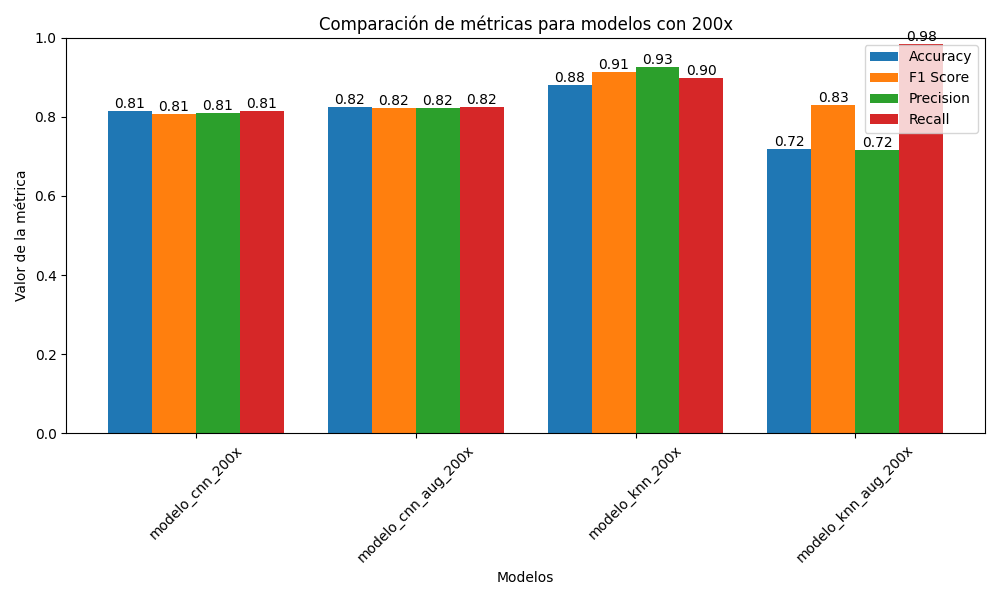 Comparación de métricas para modelos con 200x
Valor de la métrica
1.0
0.8
0.6
0.4
0.2
0.0
0.81 0.81 0.81 0.81
0.82 0.82 0.82 0.82
0.88 0.91 0.93 0.90
0.72 0.83 0.72 0.98
Accuracy
F1 Score
Precision
Recall
modelo_cnn_200x
modelo_cnn_aug_200x
modelo_knn_200x
modelo_knn_aug_200x
Modelos